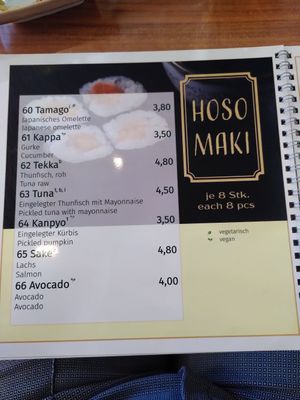 60 Tamago 3,80
Japanisches Omelette
Japanese omelette
61 Kappa 3,50
Gurke
Cucumber
62 Tekka 4,80
Thunfisch, roh
Tuna raw
63 Tuna 4,50
Eingelegter Thunfisch mit Mayonnaise
Pickled tuna with mayonnaise
64 Kanpyo 3,50
Eingelegter Kürbis
Pickled pumpkin
65 Sake 4,80
Lachs
Salmon
66 Avocado 4,00
Avocado
Avocado
HOSO
MAKI
je 8 Stk.
each 8 pcs
vegetarisch
vegan